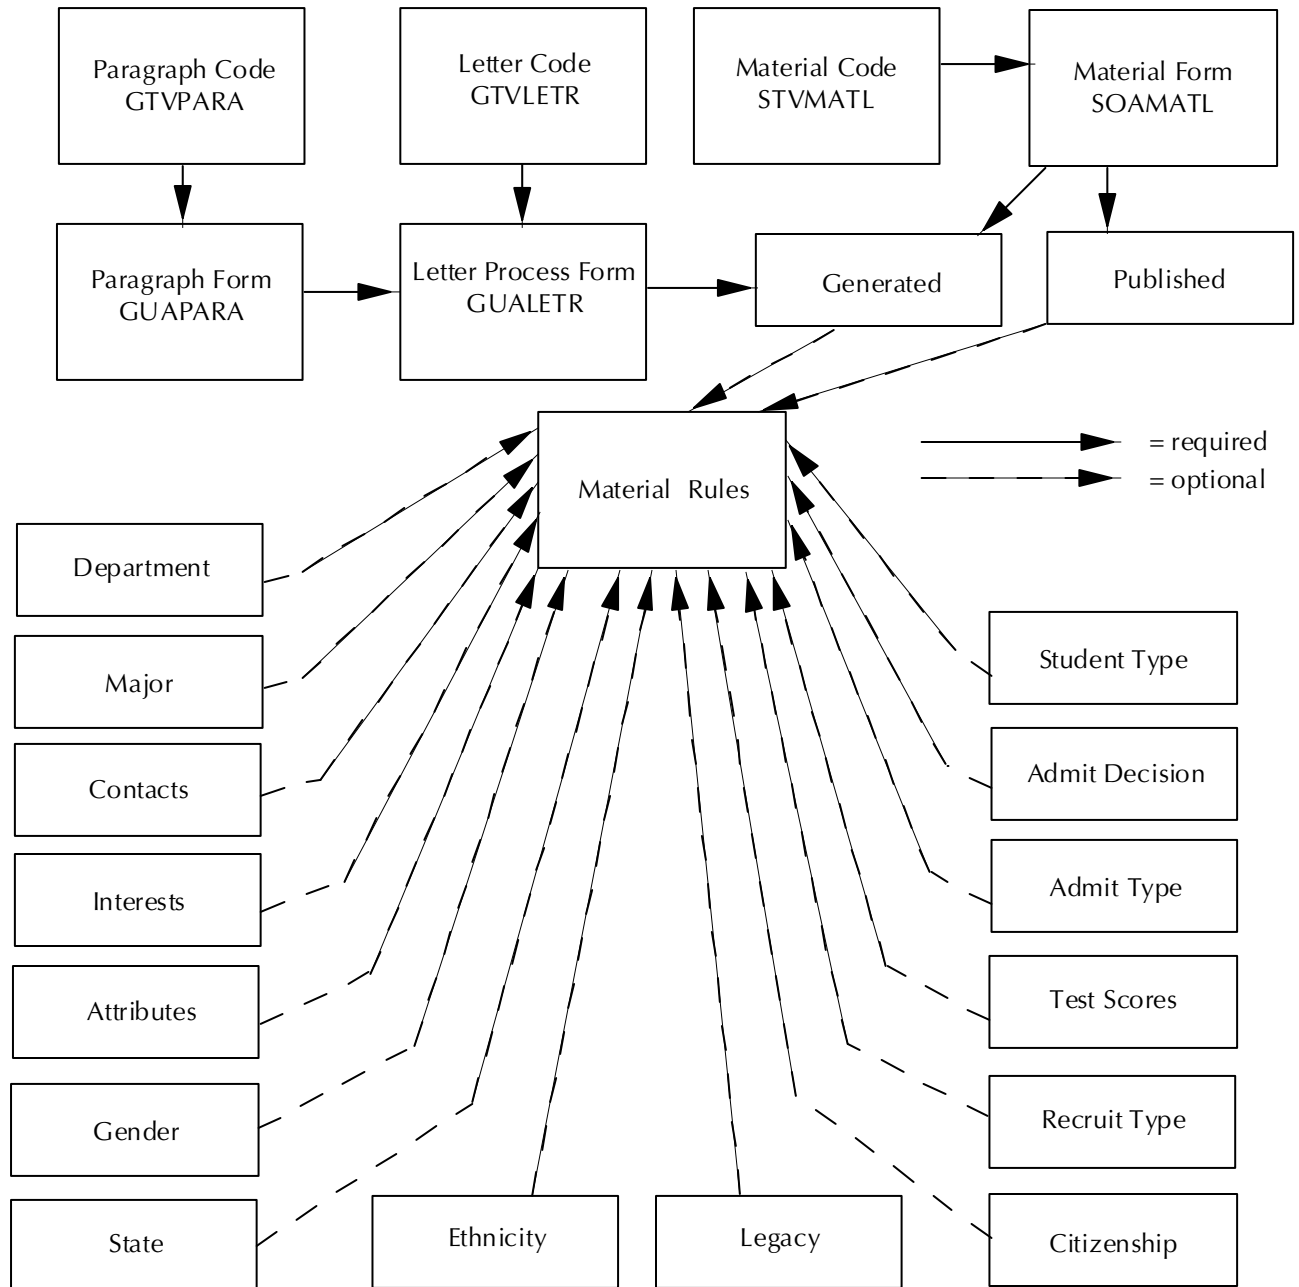 Paragraph Code
GTVPARA
Letter Code
GTVLETR
Material Code
STVMATL
Material Form
SOAMATL
Paragraph Form
GUAPARA
Letter Process Form
GUALETR
Generated
Published
= required
= optional
Material Rules
Department
Major
Contacts
Interests
Attributes
Gender
State
Ethnicity
Legacy
Student Type
Admit Decision
Admit Type
Test Scores
Recruit Type
Citizenship